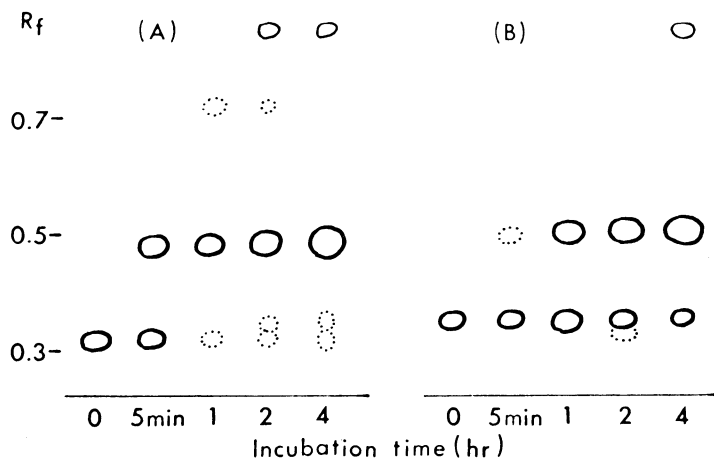 Rf (A) (B)
0.7-
0.5-
0.3-
0 5min 1 2 4 0 5min 1 2 4
Incubation time (hr)